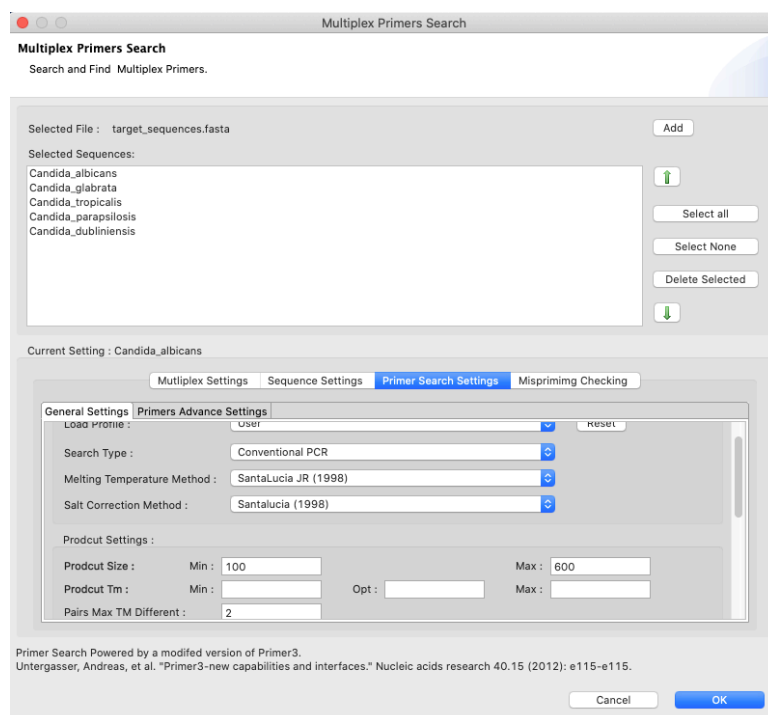 Multiplex Primers Search
Multiplex Primers Search
Search and Find Multiplex Primers.
Selected File : target_sequences.fasta Add
Selected Sequences:
Candida_albicans
Candida_glabrata
Candida_tropicalis
Candida_parapsilosis
Candida_dubliniensis
Select all
Select None
Delete Selected
Current Setting : Candida_albicans
Mutliplex Settings Sequence Settings Primer Search Settings Misprimimg Checking
General Settings Primers Advance Settings
Load Profile : User Reset
Search Type : Conventional PCR
Melting Temperature Method : SantaLucia JR (1998)
Salt Correction Method : Santalucia (1998)
Prodcut Settings :
Prodcut Size : Min : 100 Max : 600
Prodcut Tm : Min : Opt : Max :
Pairs Max TM Different : 2
Primer Search Powered by a modifed version of Primer3.
Untergasser, Andreas, et al. "Primer3-new capabilities and interfaces." Nucleic acids research 40.15 (2012): e115-e115.
Cancel OK